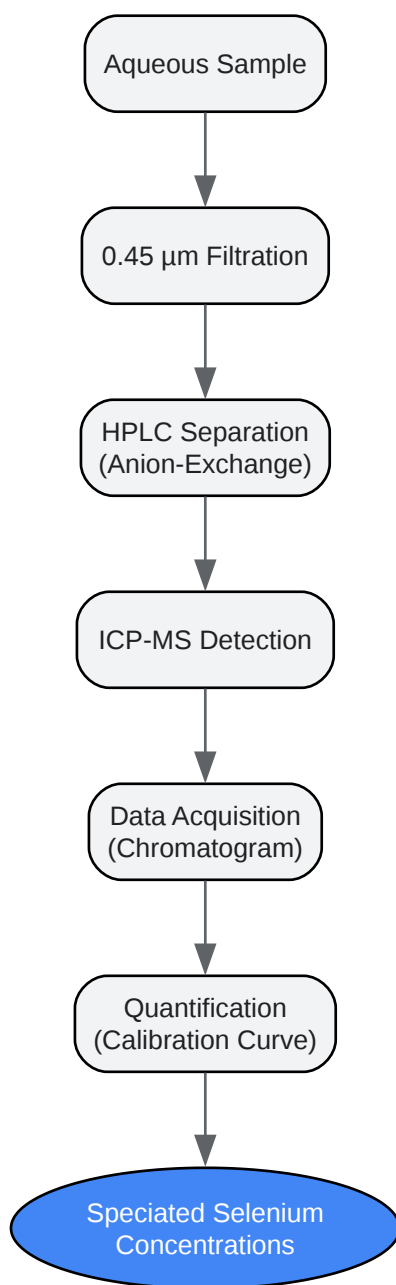 Aqueous Sample
0.45 µm Filtration
HPLC Separation
(Anion-Exchange)
ICP-MS Detection
Data Acquisition
(Chromatogram)
Quantification
(Calibration Curve)
Speciated Selenium
Concentrations